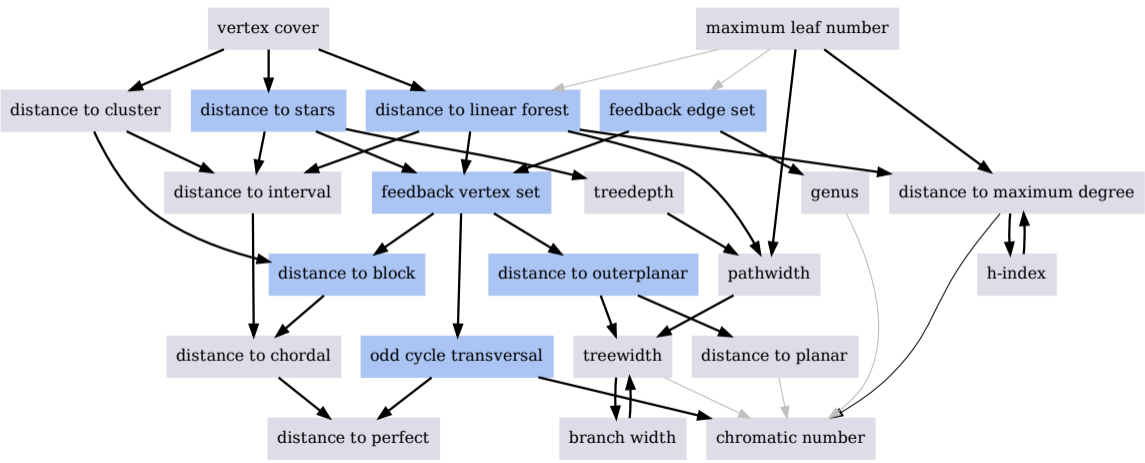 vertex cover
maximum leaf number
distance to cluster
distance to stars
distance to linear forest
feedback edge set
distance to interval
feedback vertex set
treedepth
genus
distance to maximum degree
distance to block
distance to outerplanar
pathwidth
h-index
distance to chordal
odd cycle transversal
treewidth
distance to planar
distance to perfect
branch width
chromatic number